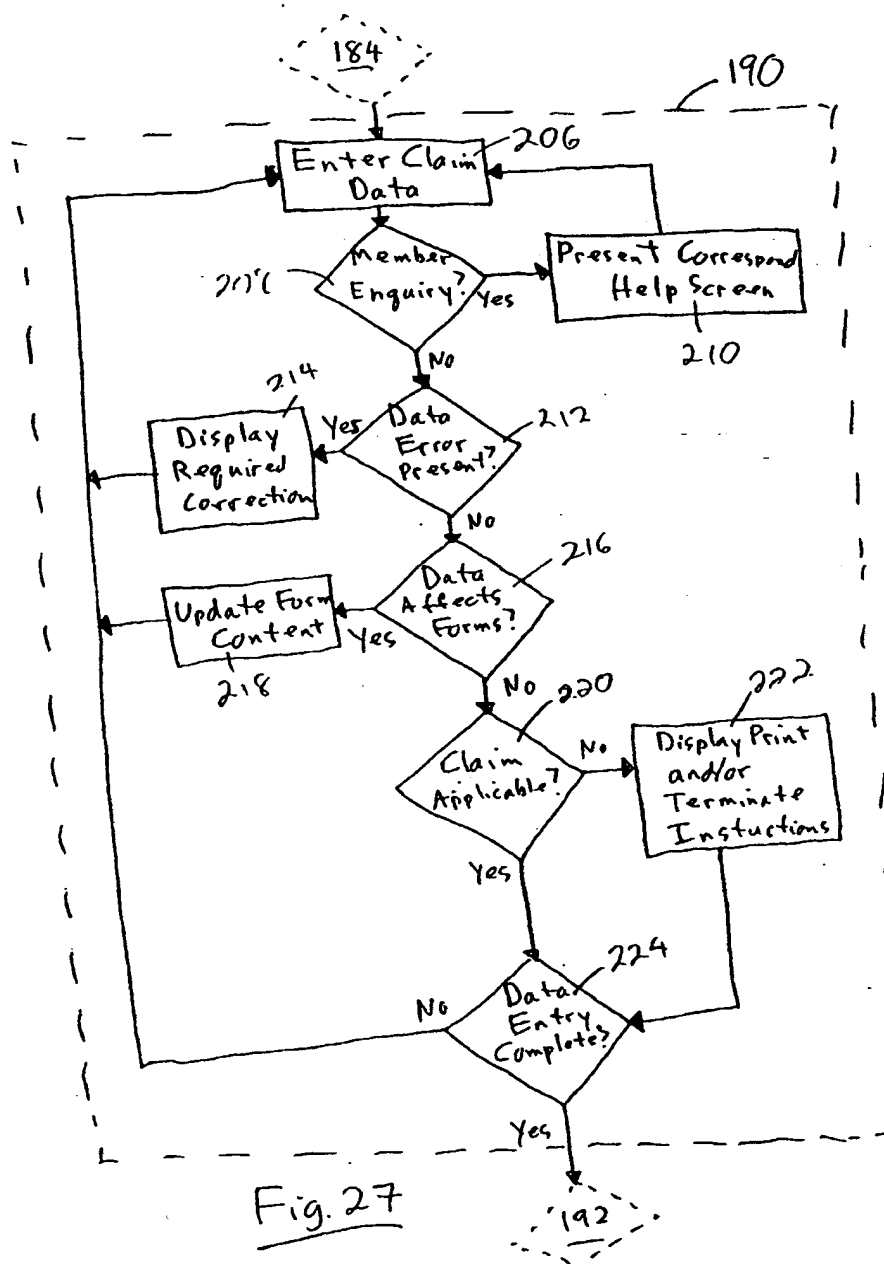 184
190
206
Enter Claim
Data
Member
Enquiry?
Yes
Present Correspond
Help Screen
210
No
214
Display
Required
Correction
Yes
Data
Error
Present?
212
No
216
Data
Affects
Forms?
Yes
Update Form
Content
218
No
220
Claim
Applicable?
No
222
Display Print
and/or
Terminate
Instuctions
Yes
224
Data
Entry
Complete?
No
Yes
192
Fig. 27